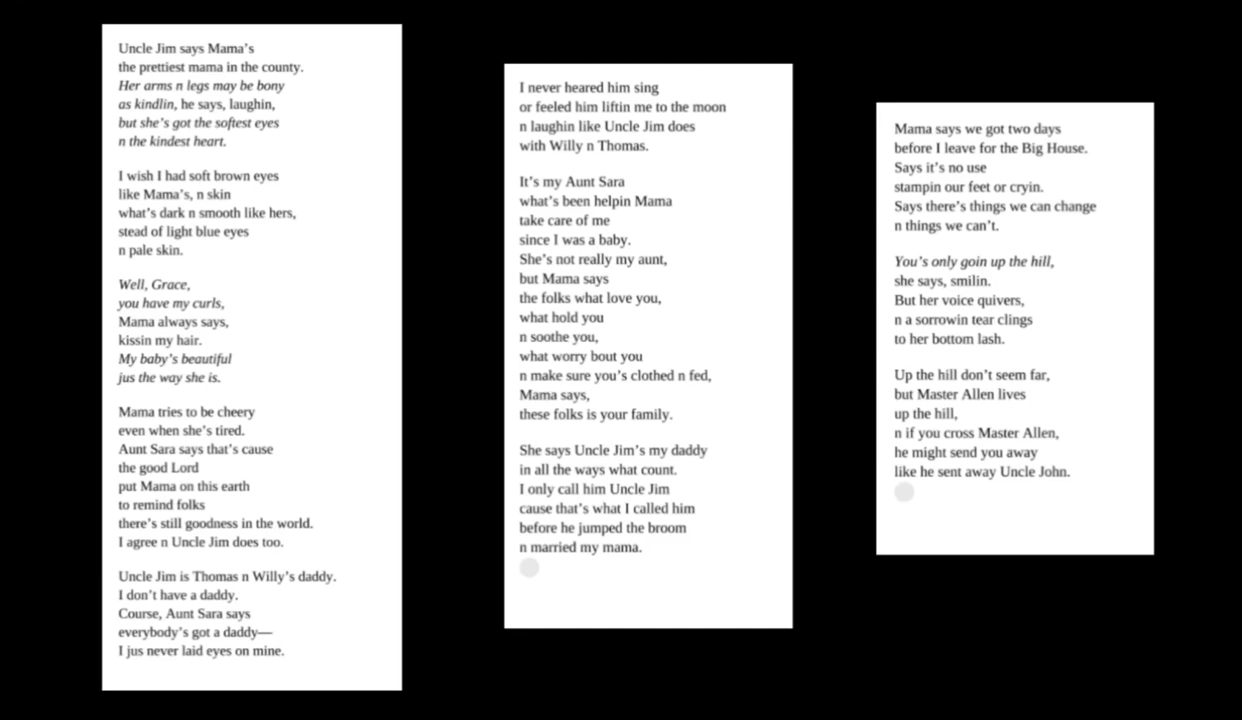 Uncle Jim says Mama's
the prettiest mama in the county.
Her arms n legs may be bony
as kindlin, he says, laughin,
but she's got the softest eyes
n the kindest heart.
I wish I had soft brown eyes
like Mama's, n skin
what's dark n smooth like hers,
stead of light blue eyes
n pale skin.
Well, Grace,
you have my curls,
Mama always says,
kissin my hair.
My baby's beautiful
jus the way she is.
Mama tries to be cheery
even when she's tired.
Aunt Sara says that's cause
the good Lord
put Mama on this earth
to remind folks
there's still goodness in the world.
I agree n Uncle Jim does too.
Uncle Jim is Thomas n Willy's daddy.
I don't have a daddy.
Course, Aunt Sara says
everybody's got a daddy—
I jus never laid eyes on mine.
I never heared him sing
or feeled him liftin me to the moon
n laughin like Uncle Jim does
with Willy n Thomas.
It's my Aunt Sara
what's been helpin Mama
take care of me
since I was a baby.
She's not really my aunt,
but Mama says
the folks what love you,
what hold you
n soothe you,
what worry bout you
n make sure you's clothed n fed,
Mama says,
these folks is your family.
She says Uncle Jim's my daddy
in all the ways what count.
I only call him Uncle Jim
cause that's what I called him
before he jumped the broom
n married my mama.
Mama says we got two days
before I leave for the Big House.
Says it's no use
stampin our feet or cryin.
Says there's things we can change
n things we can't.
You's only goin up the hill,
she says, smilin.
But her voice quivers,
n a sorrowin tear clings
to her bottom lash.
Up the hill don't seem far,
but Master Allen lives
up the hill,
n if you cross Master Allen,
he might send you away
like he sent away Uncle John.